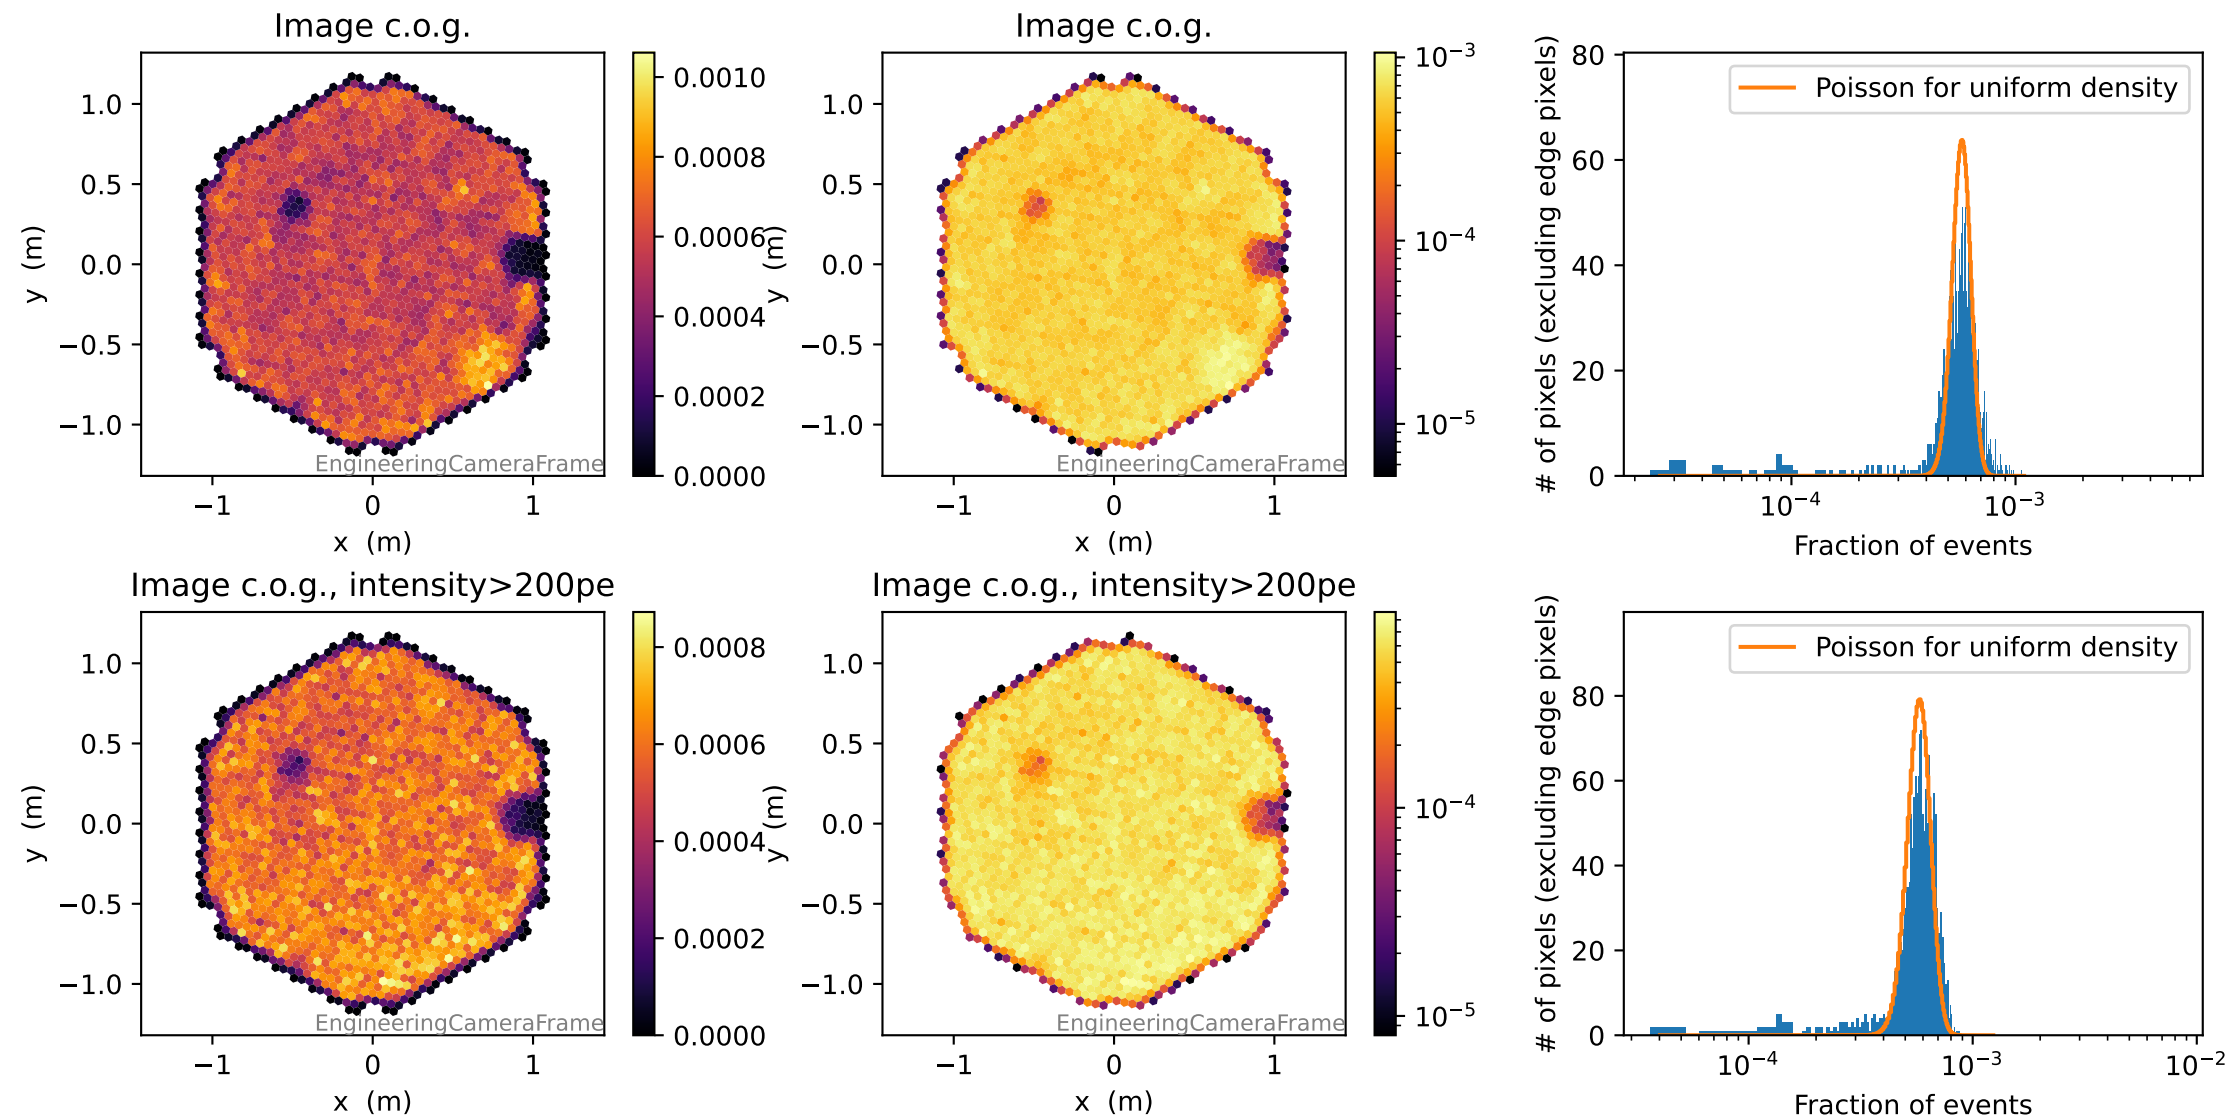 Image c.o.g.
1.0
0.5
0.0
−0.5
−1.0
y (m)
−1 0 1
x (m)
EngineeringCameraFrame
0.0010
0.0008
0.0006
0.0004
0.0002
0.0000
Image c.o.g.
1.0
0.5
0.0
−0.5
−1.0
y (m)
−1 0 1
x (m)
EngineeringCameraFrame
10−3
10−4
10−5
Poisson for uniform density
80
60
40
20
0
# of pixels (excluding edge pixels)
10−4 10−3
Fraction of events
Image c.o.g., intensity>200pe
1.0
0.5
0.0
−0.5
−1.0
y (m)
−1 0 1
x (m)
EngineeringCameraFrame
0.0008
0.0006
0.0004
0.0002
0.0000
Image c.o.g., intensity>200pe
1.0
0.5
0.0
−0.5
−1.0
y (m)
−1 0 1
x (m)
EngineeringCameraFrame
10−4
10−5
Poisson for uniform density
80
60
40
20
0
# of pixels (excluding edge pixels)
10−4 10−3 10−2
Fraction of events